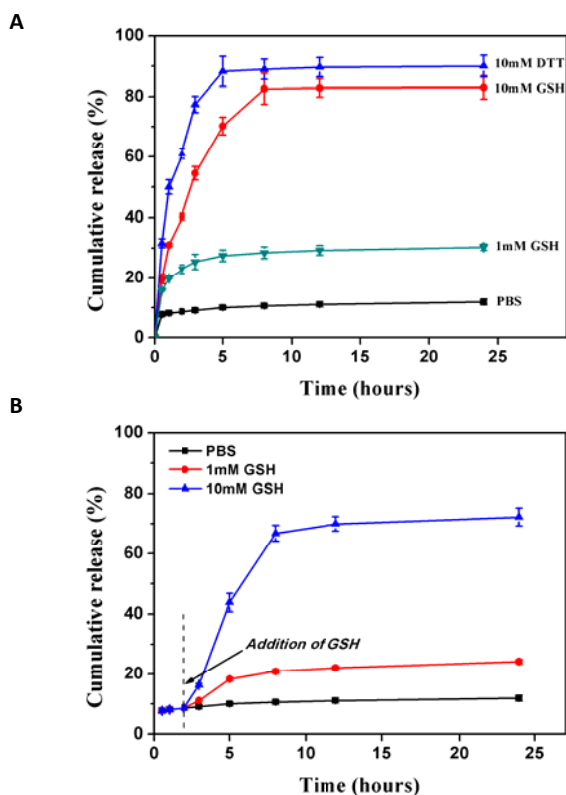 A
100
80
60
40
20
0
Cumulative release (%)
10mM DTT
10mM GSH
1mM GSH
PBS
0 5 10 15 20 25
Time (hours)
B
100
80
60
40
20
0
Cumulative release (%)
PBS
1mM GSH
10mM GSH
Addition of GSH
0 5 10 15 20 25
Time (hours)